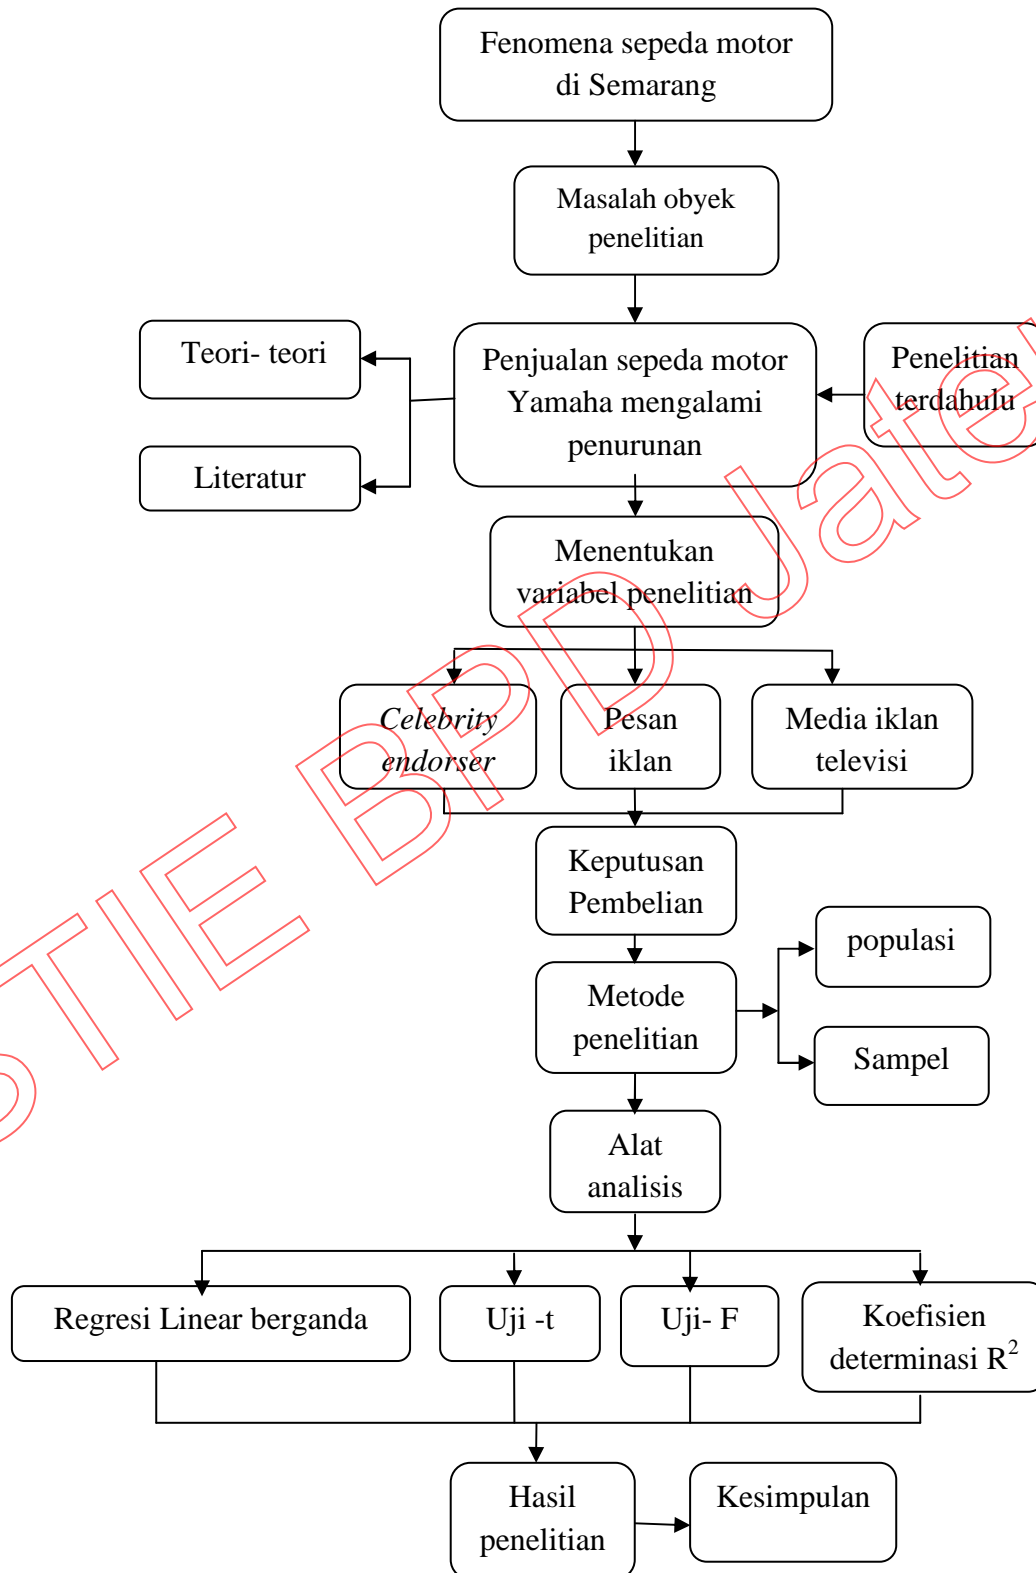 Fenomena sepeda motor
di Semarang
Masalah obyek
penelitian
Teori- teori
Literatur
Penjualan sepeda motor
Yamaha mengalami
penurunan
Penelitian
terdahulu
Menentukan
variabel penelitian
Celebrity
endorser
Pesan
iklan
Media iklan
televisi
Keputusan
Pembelian
Metode
penelitian
populasi
Sampel
Alat
analisis
Regresi Linear berganda
Uji -t
Uji- F
Koefisien
determinasi R²
Hasil
penelitian
Kesimpulan
STIE BPD Jate